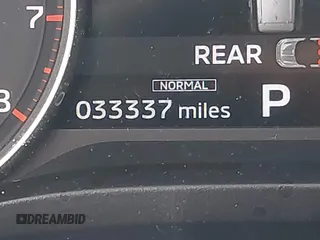 7
REAR
NORMAL
033337 miles P
8
DREAMBID